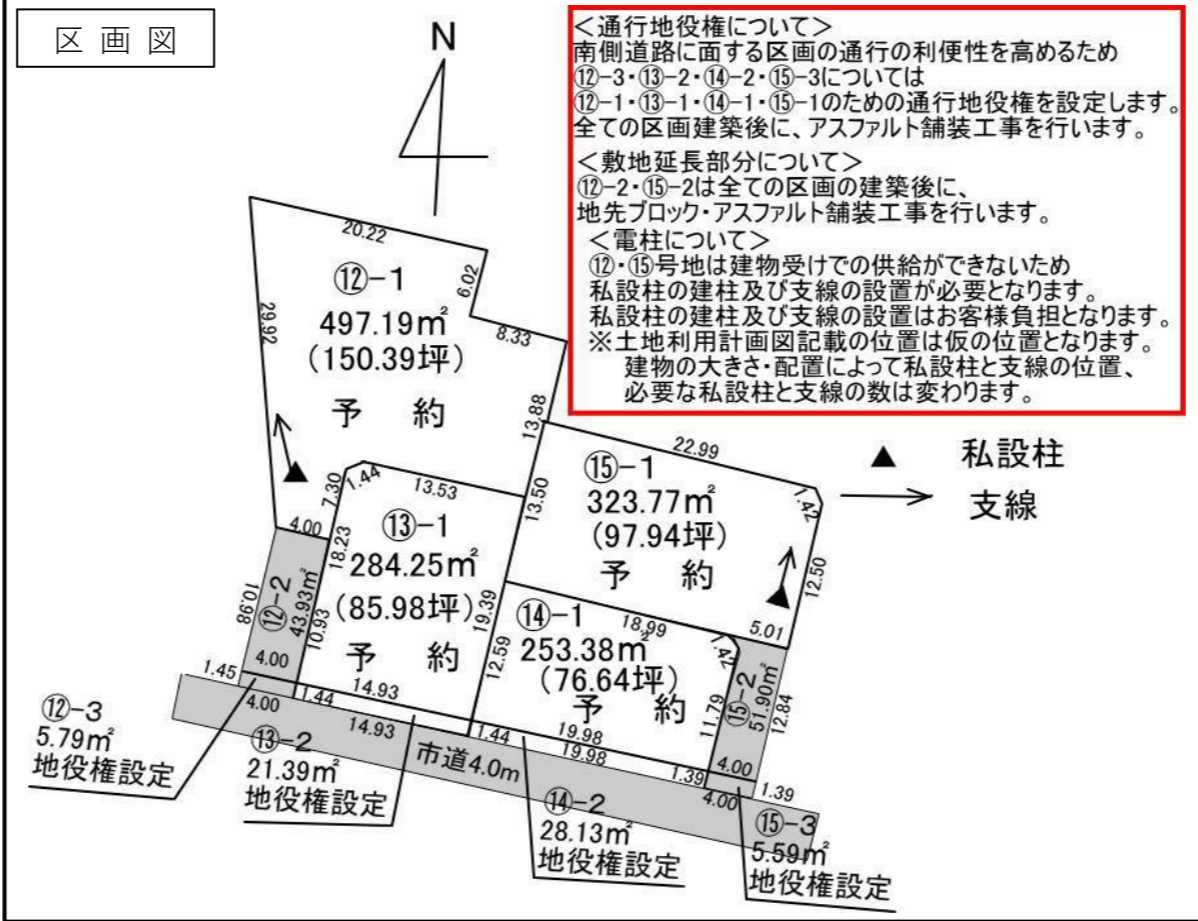 区画図
N
＜通行地役権について＞
南側道路に面する区画の通行の利便性を高めるため
⑫-3・⑬-2・⑭-2・⑮-3については
⑫-1・⑬-1・⑭-1・⑮-1のための通行地役権を設定します。
全ての区画建築後に、アスファルト舗装工事を行います。
＜敷地延長部分について＞
⑫-2・⑮-2は全ての区画の建築後に、
地先ブロック・アスファルト舗装工事を行います。
＜電柱について＞
⑫・⑮号地は建物受けでの供給ができないため
私設柱の建柱及び支線の設置が必要となります。
私設柱の建柱及び支線の設置はお客様負担となります。
※土地利用計画図記載の位置は仮の位置となります。
建物の大きさ・配置によって私設柱と支線の位置、
必要な私設柱と支線の数は変わります。
▲ 私設柱
→ 支線
20.22
6.02
8.33
29.92
13.88
⑫-1
497.19㎡
(150.39坪)
予約
7.30
1.44
13.53
4.00
18.23
⑬-1
284.25㎡
(85.98坪)
予約
13.50
19.39
22.99
1.42
⑮-1
323.77㎡
(97.94坪)
予約
12.50
5.01
⑭-1
18.99
253.38㎡
(76.64坪)
予約
1.42
12.59
11.79
⑮-2
51.90㎡
12.84
10.98
⑫-2
43.93㎡
10.93
4.00
1.45
4.00
1.44
14.93
14.93
1.44
19.98
19.98
1.39
4.00
4.00
1.39
市道4.0m
⑫-3
5.79㎡
地役権設定
⑬-2
21.39㎡
地役権設定
⑭-2
28.13㎡
地役権設定
⑮-3
5.59㎡
地役権設定